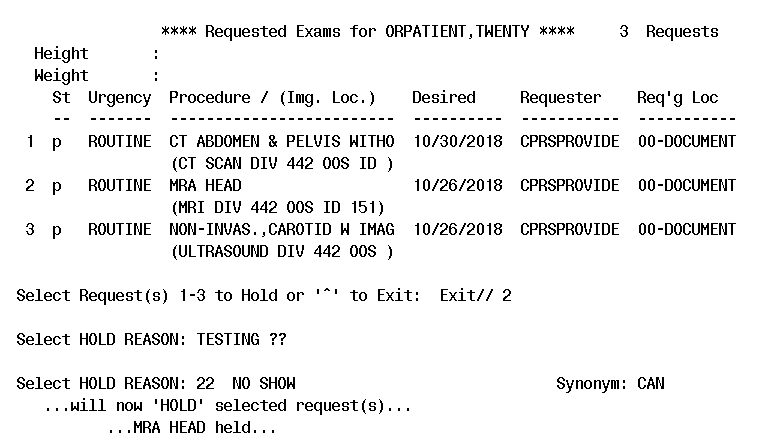 **** Requested Exams for ORPATIENT,TWENTY **** 3 Requests
Height :
Weight :
St Urgency Procedure / (Img. Loc.) Desired Requester Req'g Loc
-- ------- ------------------------- ---------- ----------- -----------
1 p ROUTINE CT ABDOMEN & PELVIS WITHO 10/30/2018 CPRSPROVIDE 00-DOCUMENT
(CT SCAN DIV 442 OOS ID )
2 p ROUTINE MRA HEAD 10/26/2018 CPRSPROVIDE 00-DOCUMENT
(MRI DIV 442 OOS ID 151)
3 p ROUTINE NON-INVAS.,CAROTID W IMAG 10/26/2018 CPRSPROVIDE 00-DOCUMENT
(ULTRASOUND DIV 442 OOS )
Select Request(s) 1-3 to Hold or '^' to Exit: Exit// 2
Select HOLD REASON: TESTING ??
Select HOLD REASON: 22 NO SHOW Synonym: CAN
...will now 'HOLD' selected request(s)...
...MRA HEAD held...